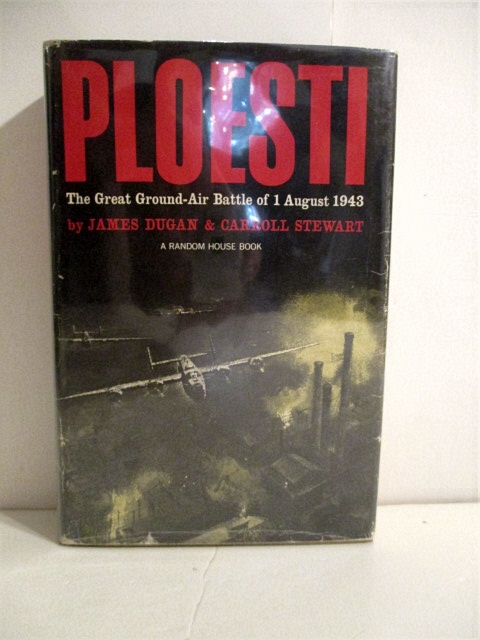 PLOESTI
The Great Ground-Air Battle of 1 August 1943
by JAMES DUGAN & CARROLL STEWART
A RANDOM HOUSE BOOK